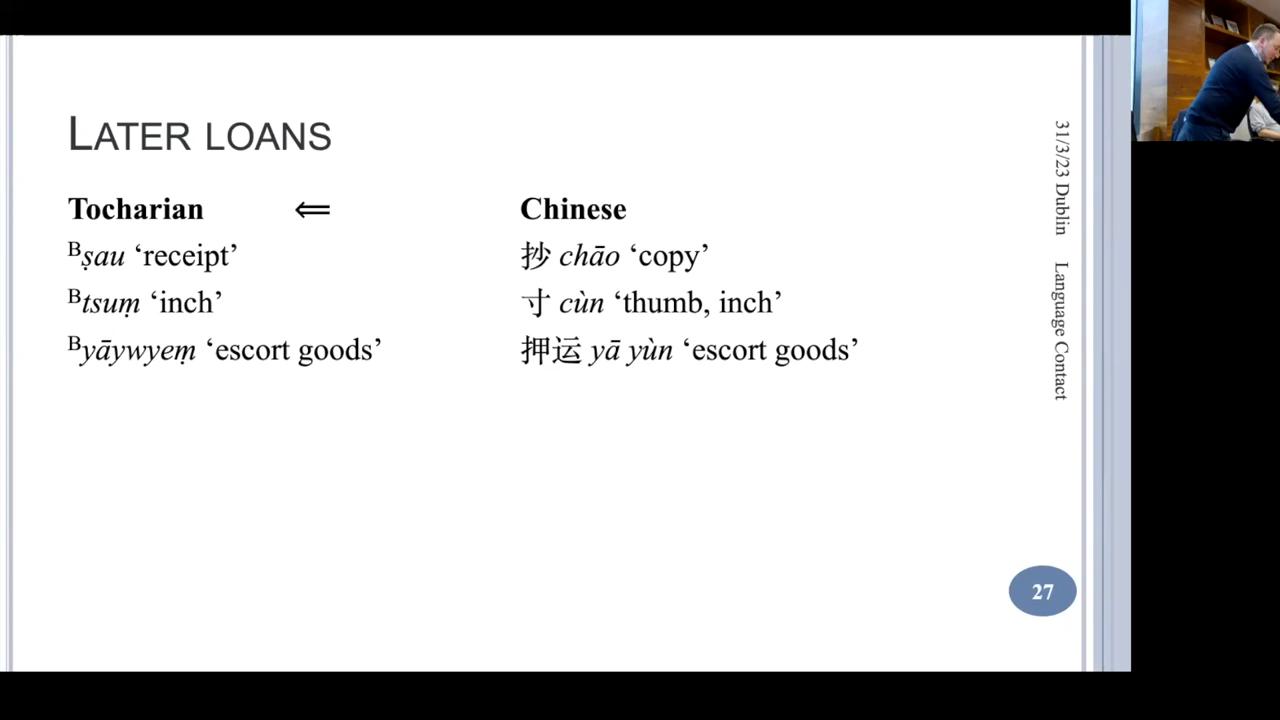 LATER LOANS
Tocharian ⟸ Chinese
ᴮṣau ‘receipt’ 抄 chāo ‘copy’
ᴮtsuṃ ‘inch’ 寸 cùn ‘thumb, inch’
ᴮyāywyeṃ ‘escort goods’ 押运 yā yùn ‘escort goods’
31/3/23 Dublin Language Contact
27